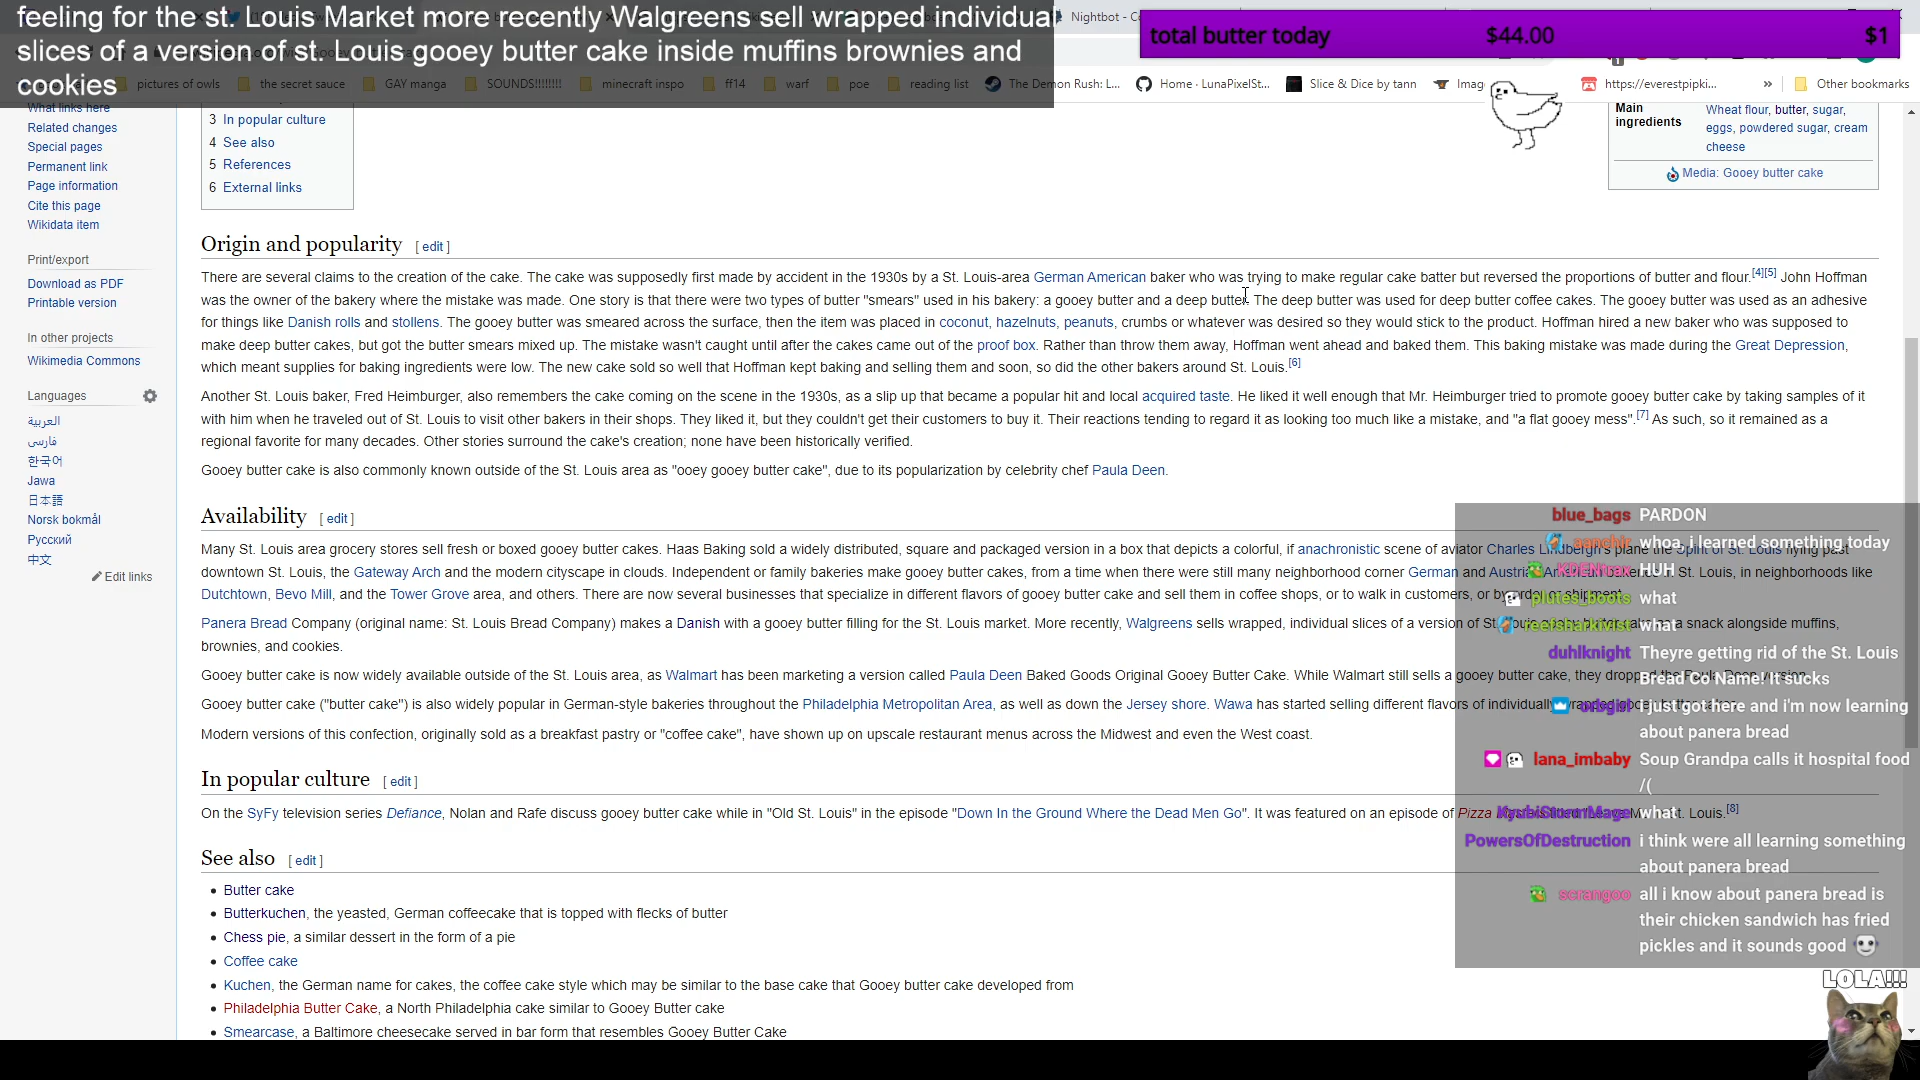 feeling for the st. Louis Market more recently Walgreens sell wrapped individual
slices of a version of st. Louis gooey butter cake inside muffins brownies and
cookies
Nightbot - Co
total butter today $44.00 $1
pictures of owls
the secret sauce
GAY manga
SOUNDS!!!!!!!!
minecraft inspo
ff14
warf
poe
reading list
The Demon Rush: L...
Home · LunaPixelSt...
Slice & Dice by tann
Imag
https://everestpipki...
»
Other bookmarks
What links here
Related changes
Special pages
Permanent link
Page information
Cite this page
Wikidata item
Print/export
Download as PDF
Printable version
In other projects
Wikimedia Commons
Languages
العربية
فارسی
한국어
Jawa
日本語
Norsk bokmål
Русский
中文
Edit links
3 In popular culture
4 See also
5 References
6 External links
Main ingredients
Wheat flour, butter, sugar,
eggs, powdered sugar, cream
cheese
Media: Gooey butter cake
Origin and popularity [ edit ]
There are several claims to the creation of the cake. The cake was supposedly first made by accident in the 1930s by a St. Louis-area German American baker who was trying to make regular cake batter but reversed the proportions of butter and flour.[4][5] John Hoffman
was the owner of the bakery where the mistake was made. One story is that there were two types of butter "smears" used in his bakery: a gooey butter and a deep butter. The deep butter was used for deep butter coffee cakes. The gooey butter was used as an adhesive
for things like Danish rolls and stollens. The gooey butter was smeared across the surface, then the item was placed in coconut, hazelnuts, peanuts, crumbs or whatever was desired so they would stick to the product. Hoffman hired a new baker who was supposed to
make deep butter cakes, but got the butter smears mixed up. The mistake wasn't caught until after the cakes came out of the proof box. Rather than throw them away, Hoffman went ahead and baked them. This baking mistake was made during the Great Depression,
which meant supplies for baking ingredients were low. The new cake sold so well that Hoffman kept baking and selling them and soon, so did the other bakers around St. Louis.[6]
Another St. Louis baker, Fred Heimburger, also remembers the cake coming on the scene in the 1930s, as a slip up that became a popular hit and local acquired taste. He liked it well enough that Mr. Heimburger tried to promote gooey butter cake by taking samples of it
with him when he traveled out of St. Louis to visit other bakers in their shops. They liked it, but they couldn't get their customers to buy it. Their reactions tending to regard it as looking too much like a mistake, and "a flat gooey mess".[7] As such, so it remained as a
regional favorite for many decades. Other stories surround the cake's creation; none have been historically verified.
Gooey butter cake is also commonly known outside of the St. Louis area as "ooey gooey butter cake", due to its popularization by celebrity chef Paula Deen.
Availability [ edit ]
Many St. Louis area grocery stores sell fresh or boxed gooey butter cakes. Haas Baking sold a widely distributed, square and packaged version in a box that depicts a colorful, if anachronistic scene of aviator Charles Lindbergh's plane the Spirit of St. Louis flying past
downtown St. Louis, the Gateway Arch and the modern cityscape in clouds. Independent or family bakeries make gooey butter cakes, from a time when there were still many neighborhood corner German and Austrian American St. Louis, in neighborhoods like
Dutchtown, Bevo Mill, and the Tower Grove area, and others. There are now several businesses that specialize in different flavors of gooey butter cake and sell them in coffee shops, or to walk in customers, or by order or shipment.
Panera Bread Company (original name: St. Louis Bread Company) makes a Danish with a gooey butter filling for the St. Louis market. More recently, Walgreens sells wrapped, individual slices of a version of St. a snack alongside muffins,
brownies, and cookies.
Gooey butter cake is now widely available outside of the St. Louis area, as Walmart has been marketing a version called Paula Deen Baked Goods Original Gooey Butter Cake. While Walmart still sells a gooey butter cake, they
Gooey butter cake ("butter cake") is also widely popular in German-style bakeries throughout the Philadelphia Metropolitan Area, as well as down the Jersey shore. Wawa has started selling different flavors of individually
Modern versions of this confection, originally sold as a breakfast pastry or "coffee cake", have shown up on upscale restaurant menus across the Midwest and even the West coast.
In popular culture [ edit ]
On the SyFy television series Defiance, Nolan and Rafe discuss gooey butter cake while in "Old St. Louis" in the episode "Down In the Ground Where the Dead Men Go". It was featured on an episode of Pizza St. Louis.[8]
See also [ edit ]
Butter cake
Butterkuchen, the yeasted, German coffeecake that is topped with flecks of butter
Chess pie, a similar dessert in the form of a pie
Coffee cake
Kuchen, the German name for cakes, the coffee cake style which may be similar to the base cake that Gooey butter cake developed from
Philadelphia Butter Cake, a North Philadelphia cake similar to Gooey Butter cake
Smearcase, a Baltimore cheesecake served in bar form that resembles Gooey Butter Cake
blue_bags PARDON
whoa, i learned something today
HUH
plutes_boots what
reefsharkivist what
duhlknight Theyre getting rid of the St. Louis
Bread Co Name! It sucks
i just got here and i'm now learning
about panera bread
lana_imbaby Soup Grandpa calls it hospital food
/(
KyubiStormMage what
PowersOfDestruction i think were all learning something
about panera bread
scrangoo all i know about panera bread is
their chicken sandwich has fried
pickles and it sounds good
LOLA!!!